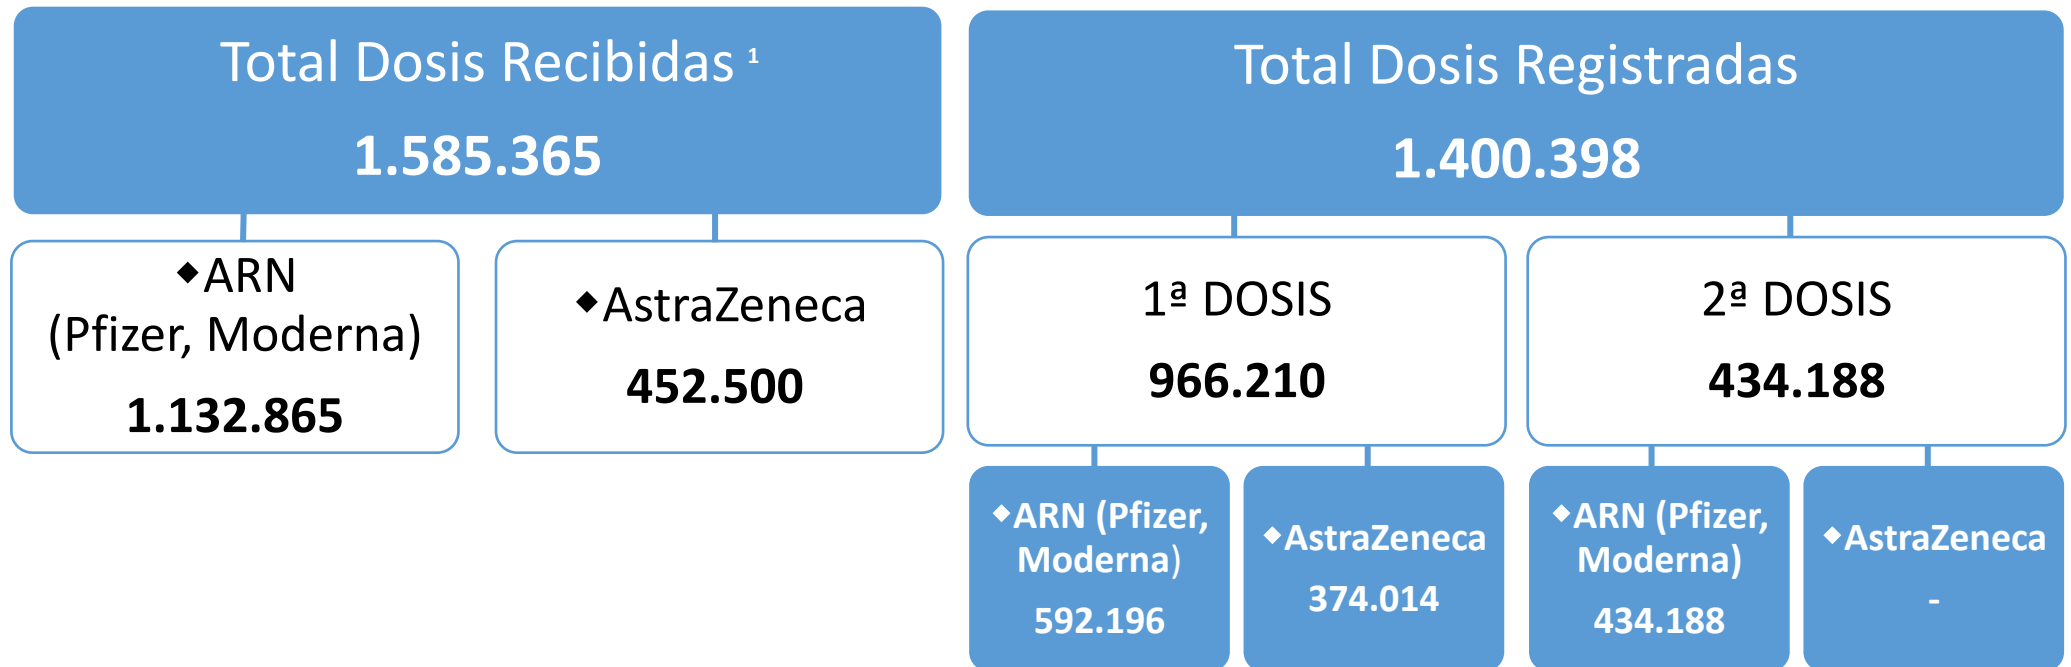 Total Dosis Recibidas ¹
1.585.365
◆ARN
(Pfizer, Moderna)
1.132.865
◆AstraZeneca
452.500
Total Dosis Registradas
1.400.398
1ª DOSIS
966.210
◆ARN (Pfizer,
Moderna)
592.196
◆AstraZeneca
374.014
2ª DOSIS
434.188
◆ARN (Pfizer,
Moderna)
434.188
◆AstraZeneca
-